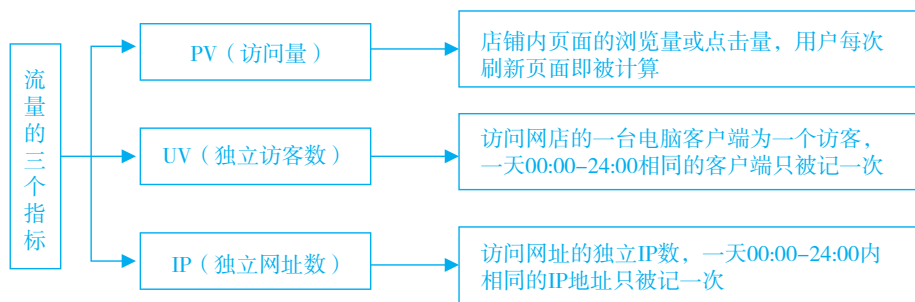 流量的三个指标
PV（访问量）
店铺内页面的浏览量或点击量，用户每次
刷新页面即被计算
UV（独立访客数）
访问网店的一台电脑客户端为一个访客，
一天00:00-24:00相同的客户端只被记一次
IP（独立网址数）
访问网址的独立IP数，一天00:00-24:00内
相同的IP地址只被记一次